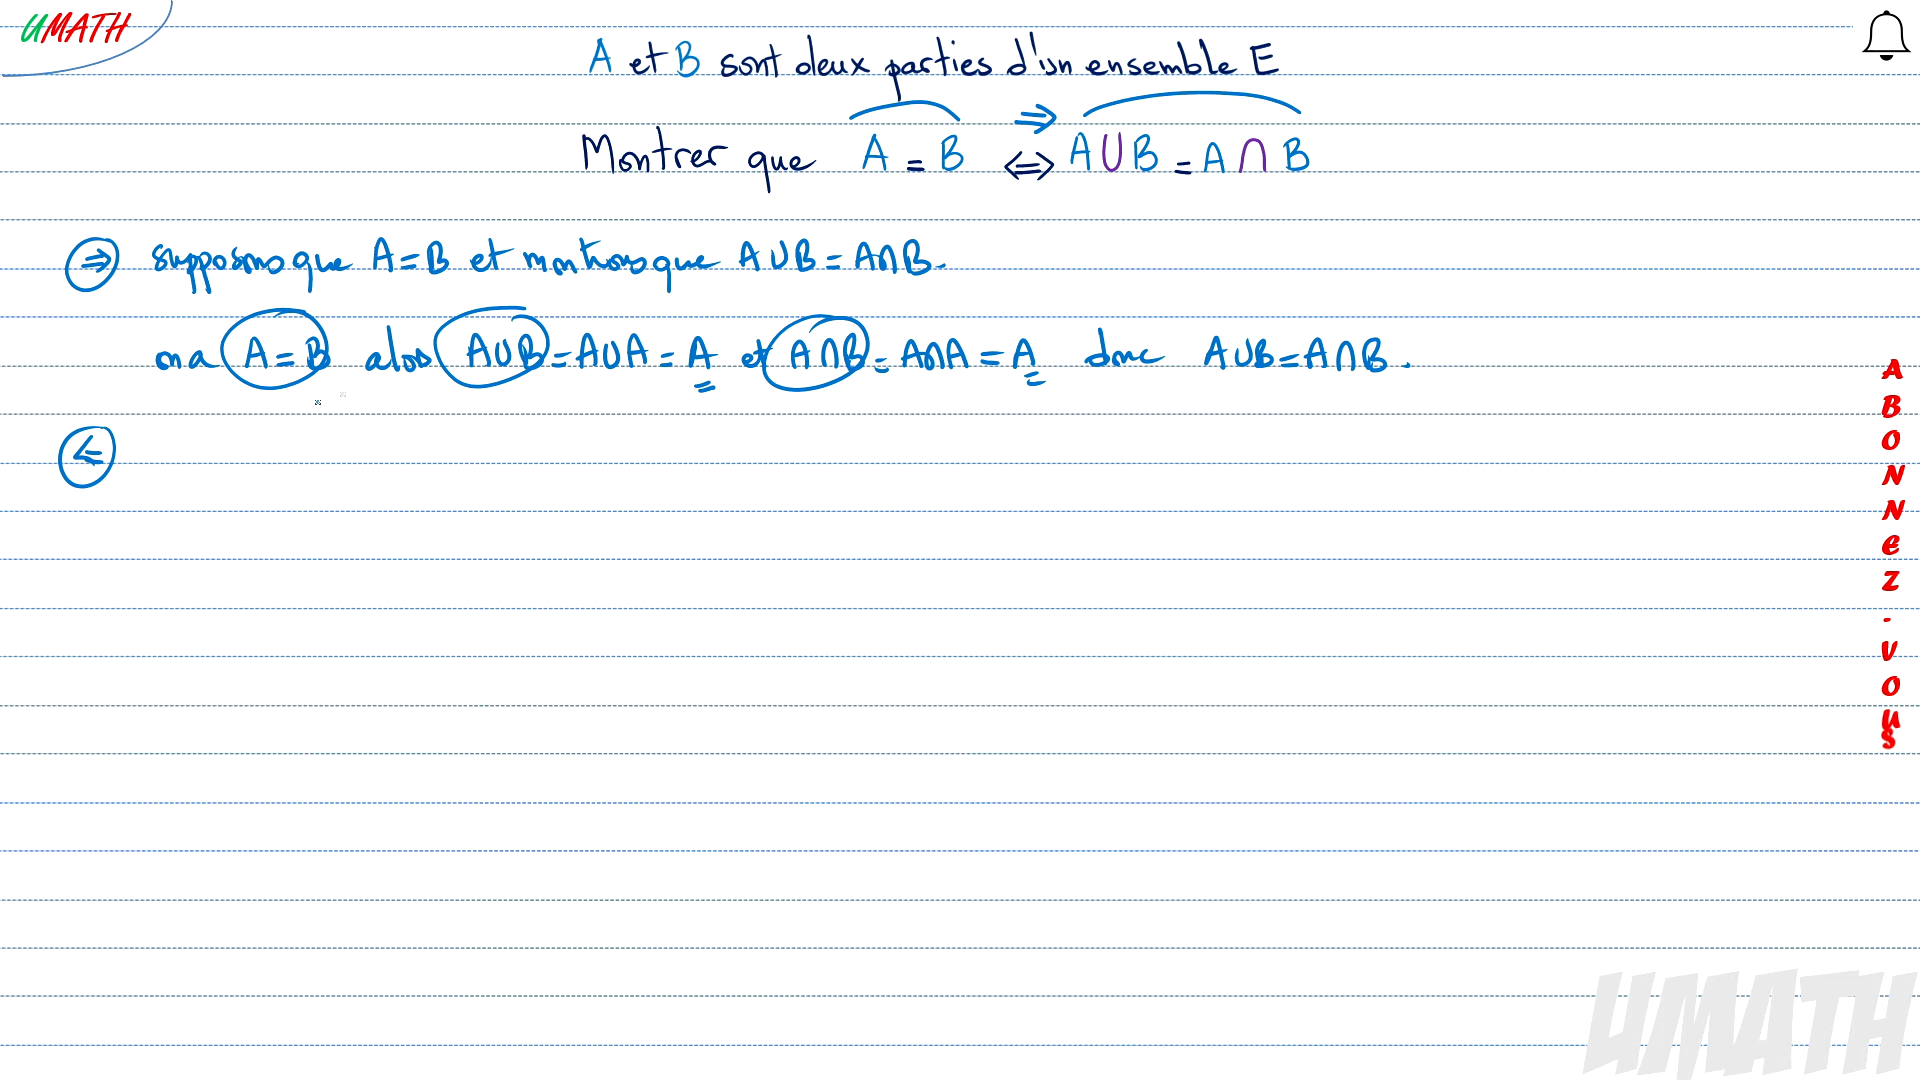 UMATH
A et B sont deux parties d'un ensemble E
⇒
Montrer que A = B ⇔ A∪B = A∩B
⇒ supposons que A = B et montrons que A∪B = A∩B.
on a A = B alors A∪B = A∪A = A et A∩B = A∩A = A donc A∪B = A∩B.
⇐
ABONNeZ-VOUS
UMATH